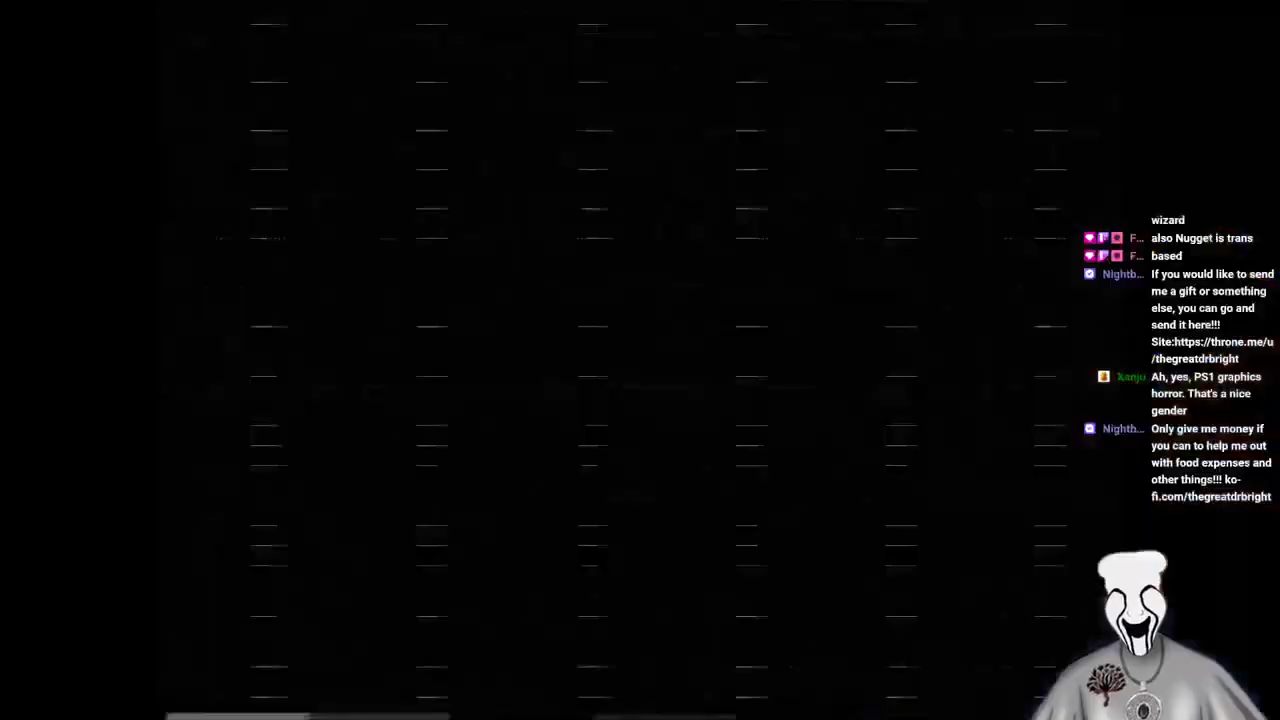 wizard
F... also Nugget is trans
F... based
Nightb... If you would like to send
me a gift or something
else, you can go and
send it here!!!
Site:https://throne.me/u
/thegreatdrbright
Xanju Ah, yes, PS1 graphics
horror. That's a nice
gender
Nightb... Only give me money if
you can to help me out
with food expenses and
other things!!! ko-
fi.com/thegreatdrbright